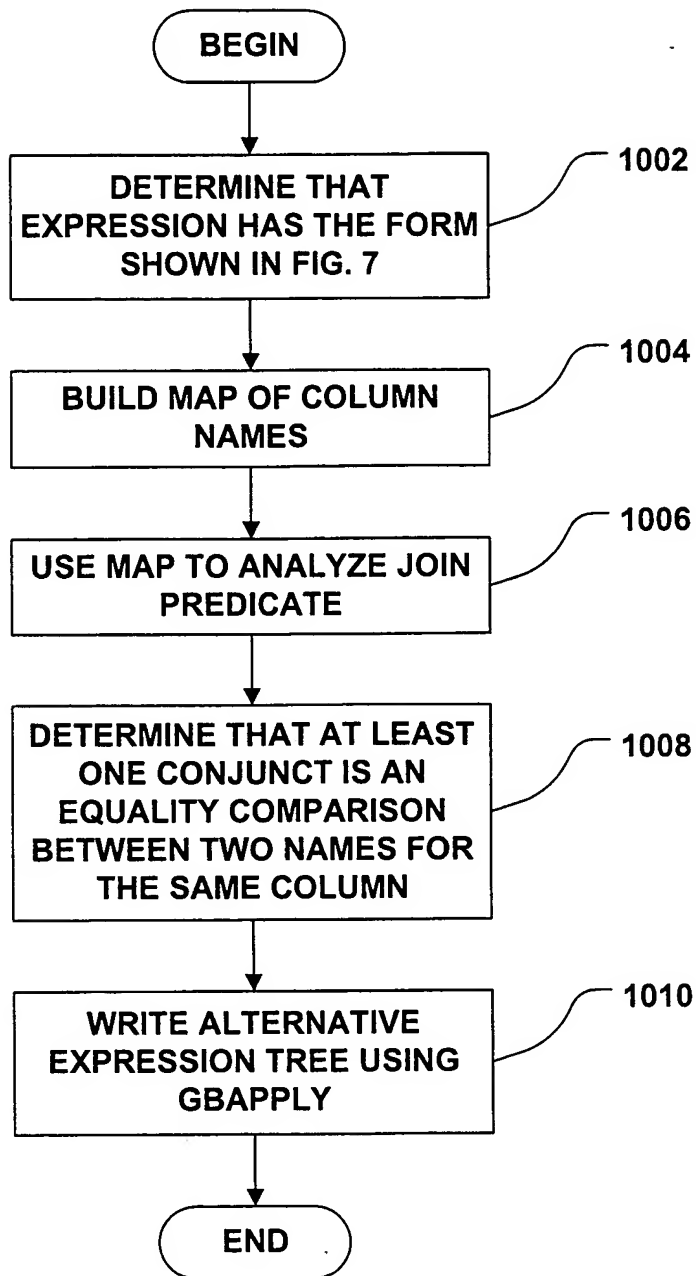 BEGIN
1002
DETERMINE THAT
EXPRESSION HAS THE FORM
SHOWN IN FIG. 7
1004
BUILD MAP OF COLUMN
NAMES
1006
USE MAP TO ANALYZE JOIN
PREDICATE
1008
DETERMINE THAT AT LEAST
ONE CONJUNCT IS AN
EQUALITY COMPARISON
BETWEEN TWO NAMES FOR
THE SAME COLUMN
1010
WRITE ALTERNATIVE
EXPRESSION TREE USING
GBAPPLY
END